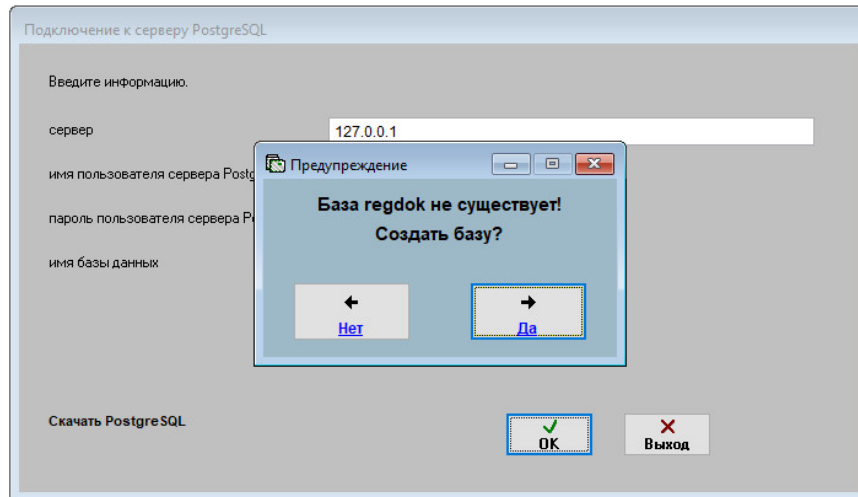 Подключение к серверу PostgreSQL
Введите информацию.
сервер
127.0.0.1
Предупреждение
имя пользователя сервера Postg
База regdok не существует!
Создать базу?
пароль пользователя сервера
имя базы данных
Нет
Да
Скачать PostgreSQL
OK
Выход